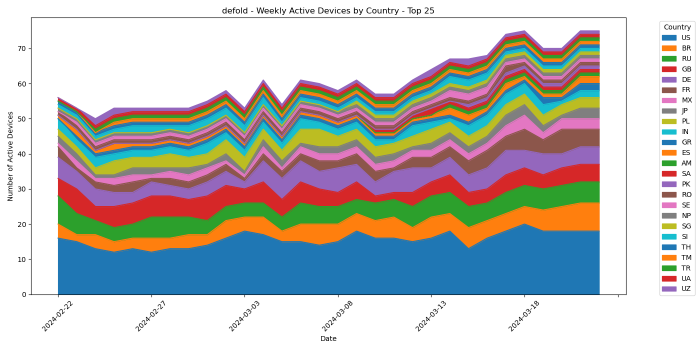 defold - Weekly Active Devices by Country - Top 25
Number of Active Devices
70
60
50
40
30
20
10
0
2024-02-22
2024-02-27
2024-03-03
2024-03-08
2024-03-13
2024-03-18
Date
Country
US
BR
RU
GB
DE
FR
MX
JP
PL
IN
GR
ES
AM
SA
PK
RO
SE
NP
SG
SI
TH
TM
TR
UA
UZ